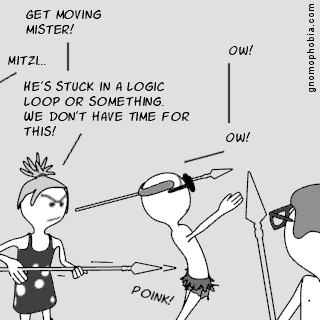 GET MOVING
MISTER!
MITZI...
HE'S STUCK IN A LOGIC
LOOP OR SOMETHING.
WE DON'T HAVE TIME FOR
THIS!
OW!
OW!
POINK!
gnomophobia.com